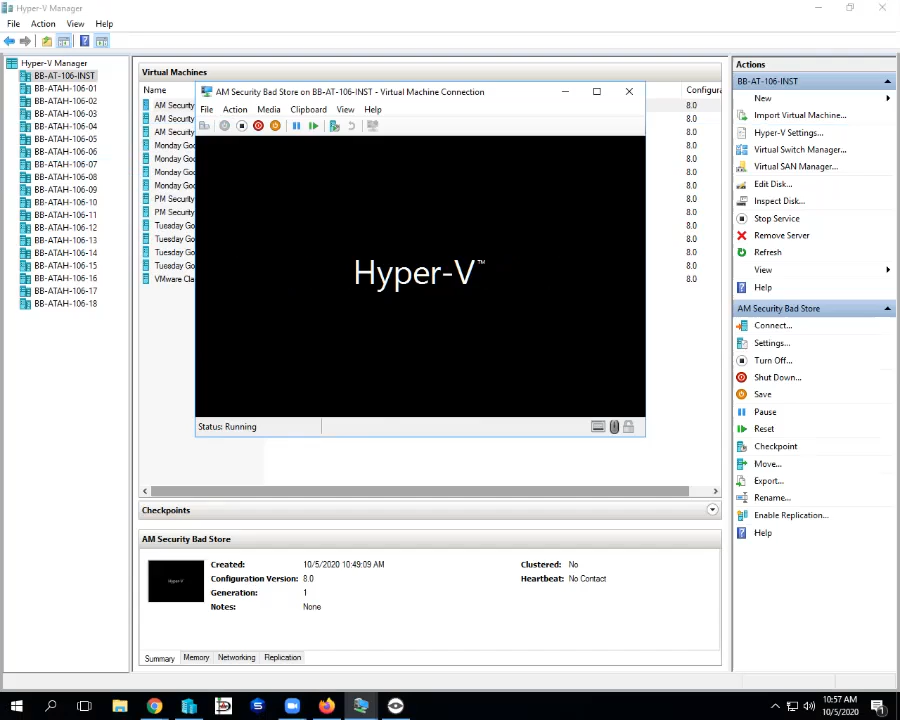 Hyper-V Manager
File Action View Help
Hyper-V Manager
BB-AT-106-INST
BB-ATAH-106-01
BB-ATAH-106-02
BB-ATAH-106-03
BB-ATAH-106-04
BB-ATAH-106-05
BB-ATAH-106-06
BB-ATAH-106-07
BB-ATAH-106-08
BB-ATAH-106-09
BB-ATAH-106-10
BB-ATAH-106-11
BB-ATAH-106-12
BB-ATAH-106-13
BB-ATAH-106-14
BB-ATAH-106-15
BB-ATAH-106-16
BB-ATAH-106-17
BB-ATAH-106-18
Virtual Machines
Name Configura
AM Security 8.0
AM Security 8.0
AM Security 8.0
Monday Goo 8.0
Monday Goo 8.0
Monday Goo 8.0
Monday Goo 8.0
PM Security 8.0
PM Security 8.0
Tuesday Go 8.0
Tuesday Go 8.0
Tuesday Go 8.0
Tuesday Go 8.0
VMware Cla 8.0
AM Security Bad Store on BB-AT-106-INST - Virtual Machine Connection
File Action Media Clipboard View Help
Hyper-V™
Status: Running
Checkpoints
AM Security Bad Store
Hyper-V
Created: 10/5/2020 10:49:09 AM
Configuration Version: 8.0
Generation: 1
Notes: None
Clustered: No
Heartbeat: No Contact
Summary Memory Networking Replication
Actions
BB-AT-106-INST
New
Import Virtual Machine...
Hyper-V Settings...
Virtual Switch Manager...
Virtual SAN Manager...
Edit Disk...
Inspect Disk...
Stop Service
Remove Server
Refresh
View
Help
AM Security Bad Store
Connect...
Settings...
Turn Off...
Shut Down...
Save
Pause
Reset
Checkpoint
Move...
Export...
Rename...
Enable Replication...
Help
10:57 AM
10/5/2020
1